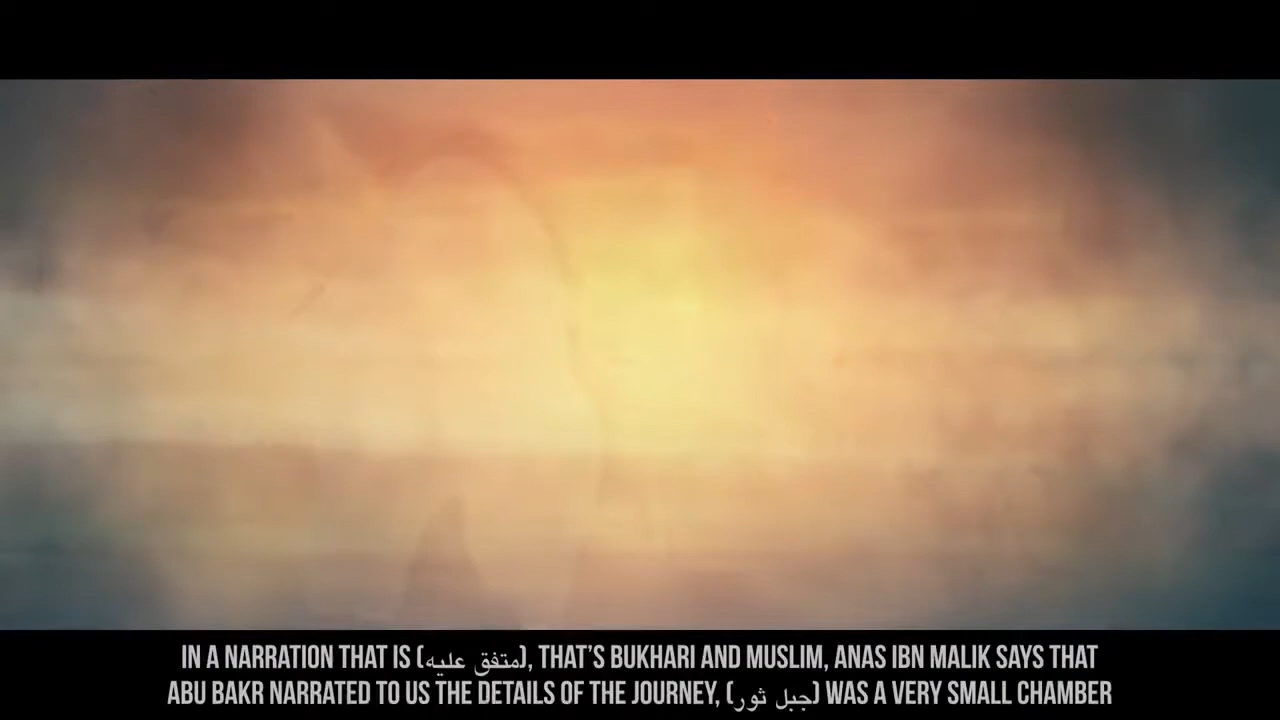 IN A NARRATION THAT IS (متفق عليه), THAT'S BUKHARI AND MUSLIM, ANAS IBN MALIK SAYS THAT
ABU BAKR NARRATED TO US THE DETAILS OF THE JOURNEY, (جبل ثور) WAS A VERY SMALL CHAMBER